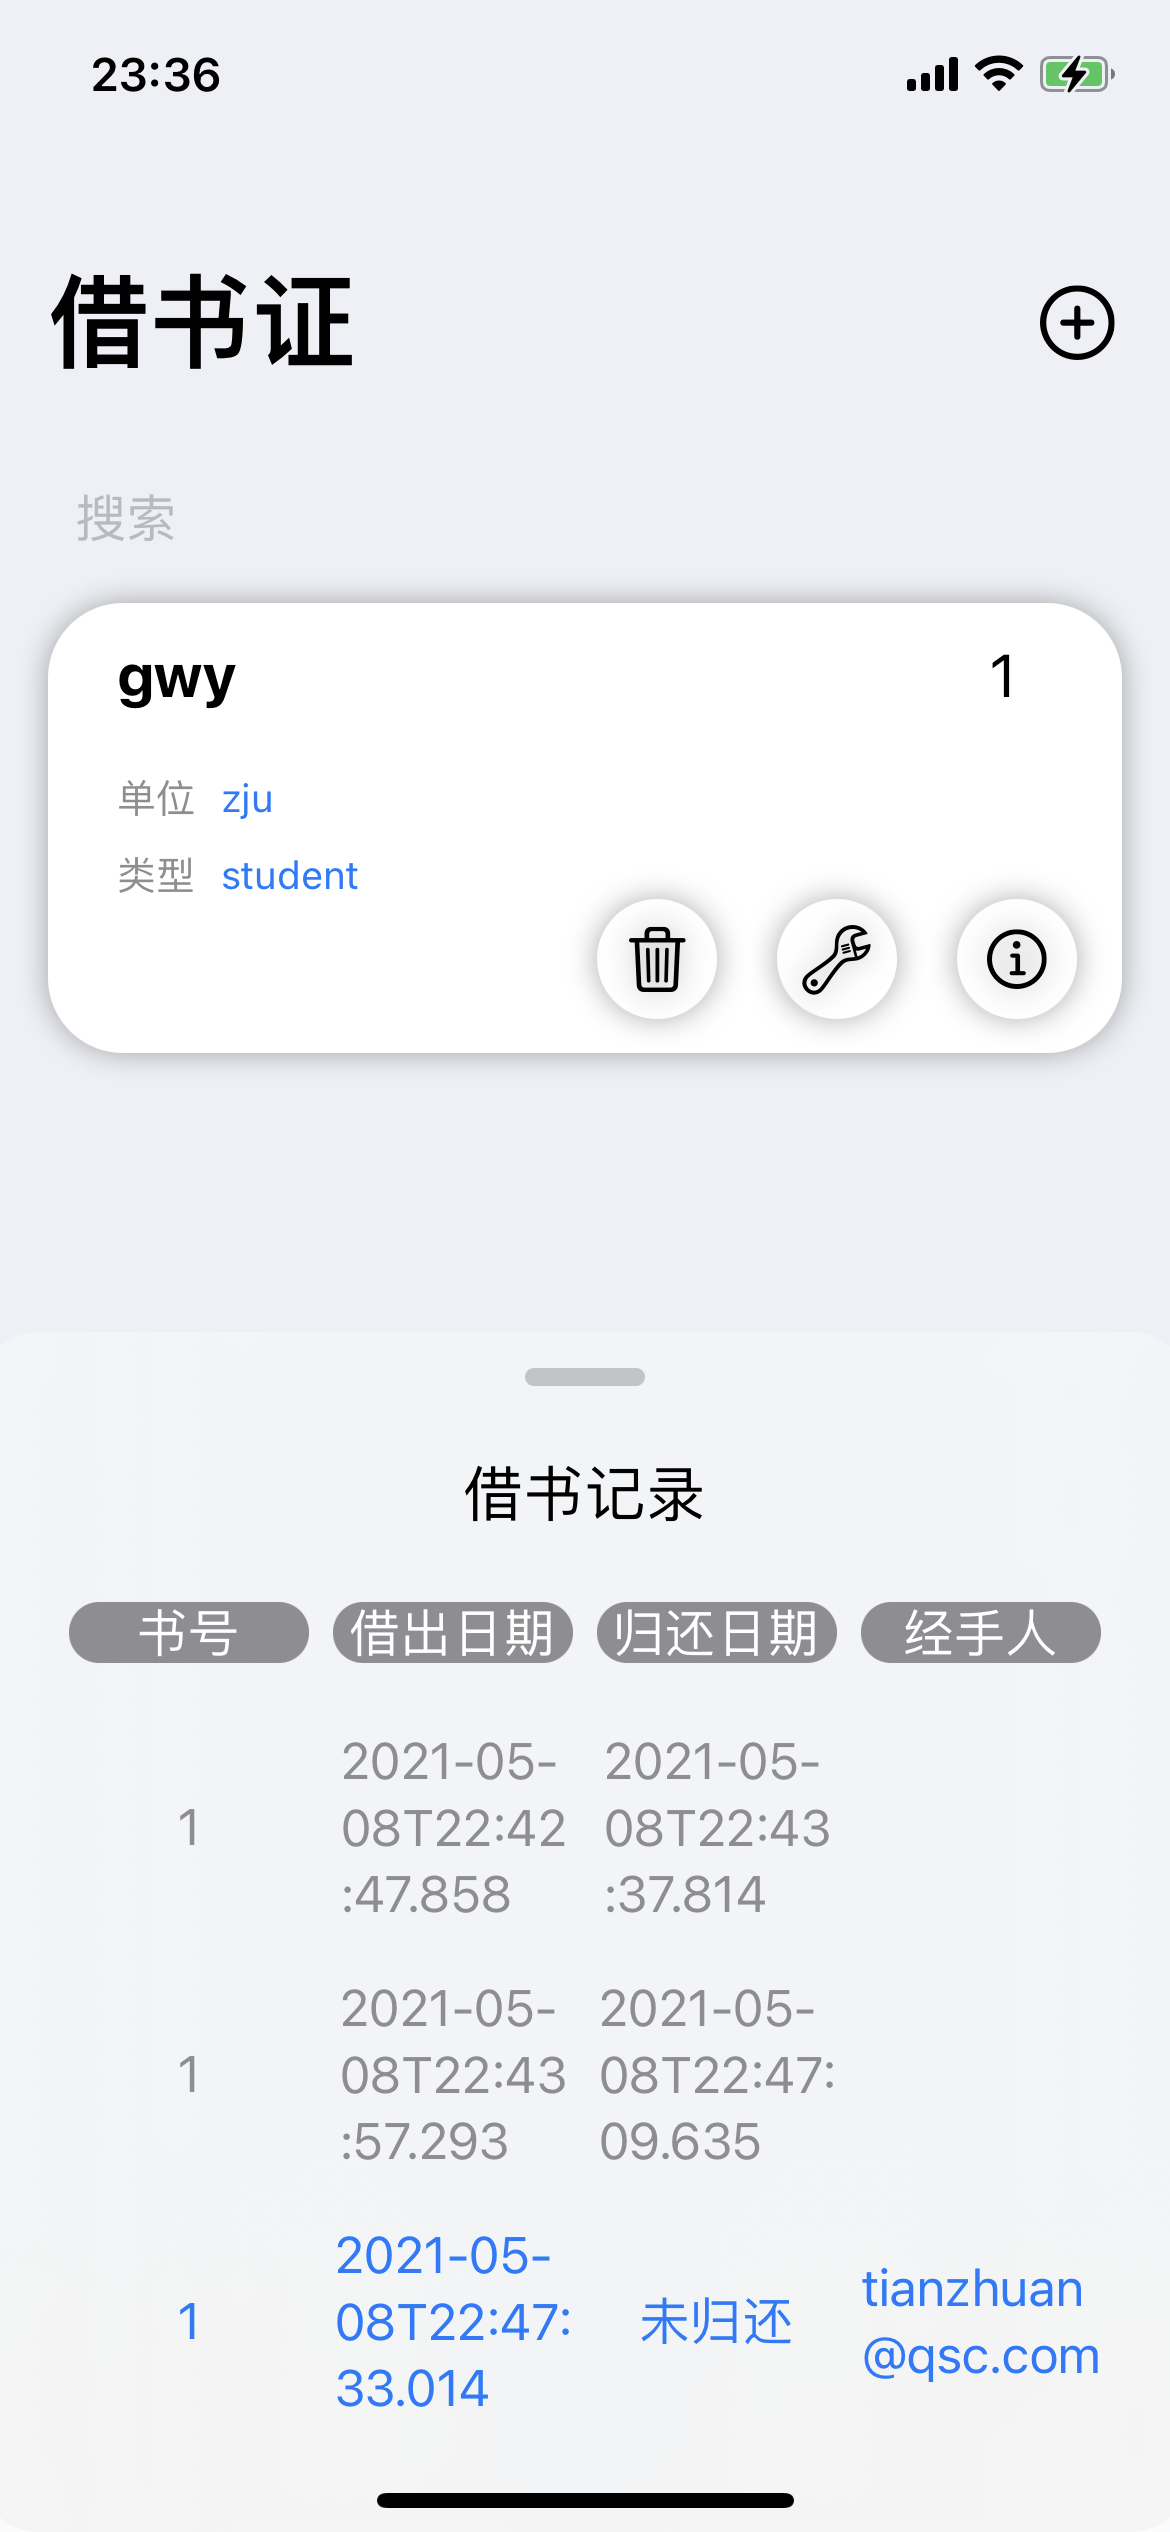 23:36
借书证
搜索
gwy 1
单位 zju
类型 student
借书记录
书号 借出日期 归还日期 经手人
2021-05- 2021-05-
1 08T22:42 08T22:43
:47.858 :37.814
2021-05- 2021-05-
1 08T22:43 08T22:47:
:57.293 09.635
2021-05-
tianzhuan
1 08T22:47: 未归还
@qsc.com
33.014